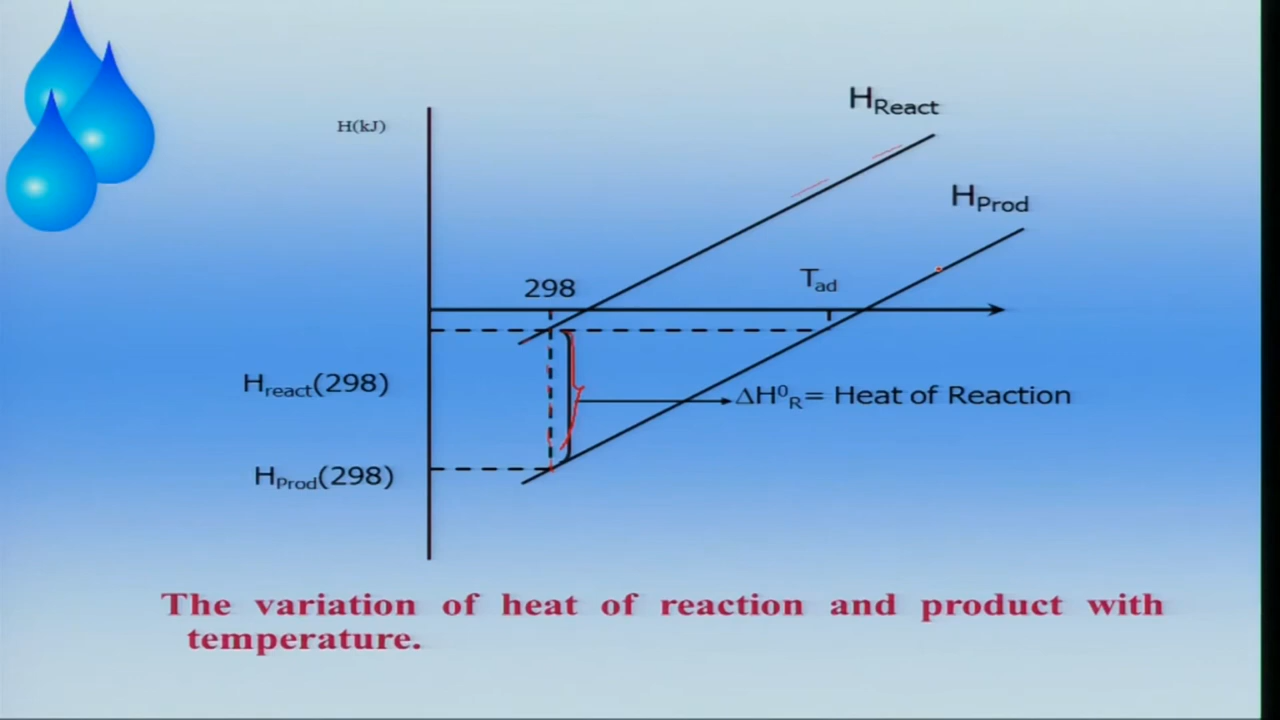 H(kJ)
H_React
H_Prod
298
T_ad
H_react(298)
ΔH⁰_R= Heat of Reaction
H_Prod(298)
The variation of heat of reaction and product with
temperature.